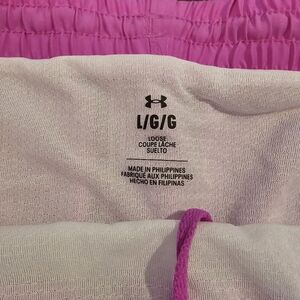 L/G/G
LOOSE
COUPE LÂCHE
SUELTO
MADE IN PHILIPPINES
FABRIQUÉ AUX PHILIPPINES
HECHO EN FILIPINAS